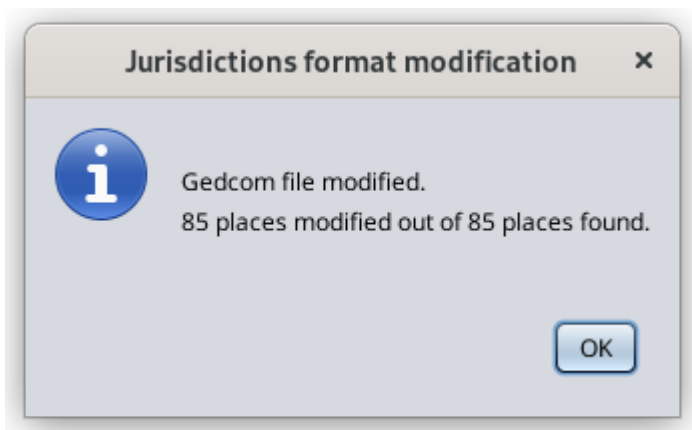 Jurisdictions format modification
Gedcom file modified.
85 places modified out of 85 places found.
OK